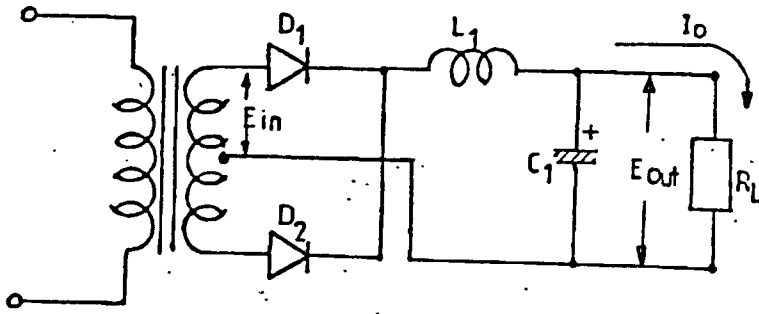 D1
L1
Io
Ein
+
C1
Eout
RL
D2